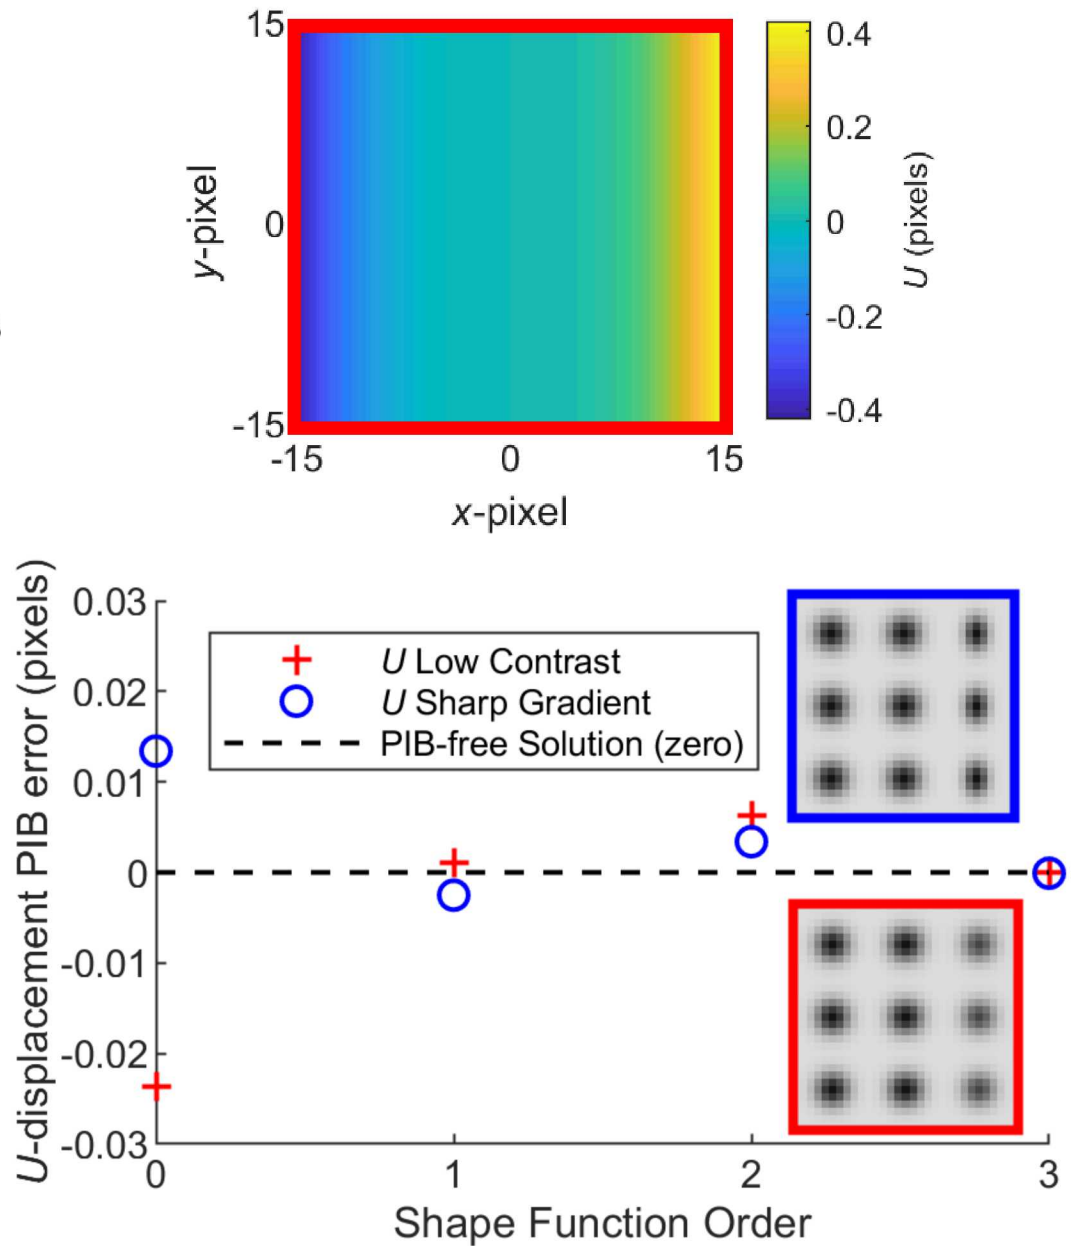 15
0
-15
y-pixel
-15 0 15
x-pixel
0.4
0.2
0
-0.2
-0.4
U (pixels)
U-displacement PIB error (pixels)
0.03
0.02
0.01
0
-0.01
-0.02
-0.03
U Low Contrast
U Sharp Gradient
PIB-free Solution (zero)
0 1 2 3
Shape Function Order